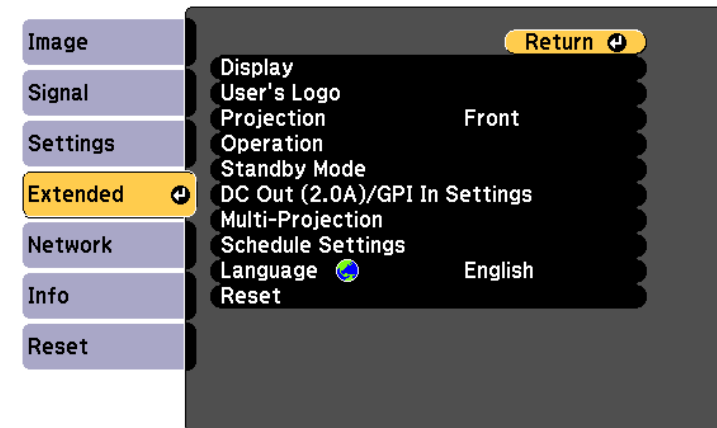 Image
Signal
Settings
Extended
Network
Info
Reset
Return
Display
User's Logo
Projection Front
Operation
Standby Mode
DC Out (2.0A)/GPI In Settings
Multi-Projection
Schedule Settings
Language English
Reset